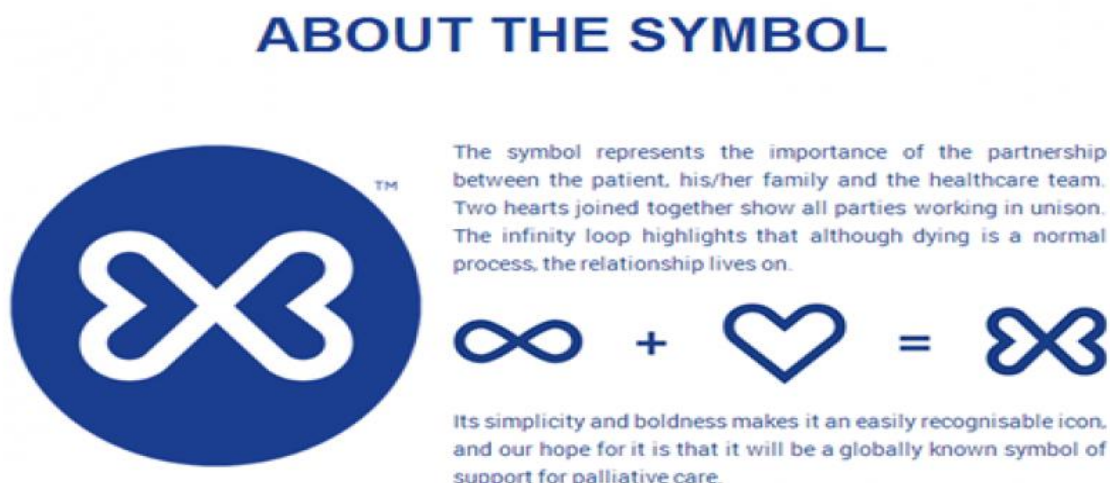 ABOUT THE SYMBOL
The symbol represents the importance of the partnership
between the patient, his/her family and the healthcare team.
Two hearts joined together show all parties working in unison.
The infinity loop highlights that although dying is a normal
process, the relationship lives on.
TM
+ =
Its simplicity and boldness makes it an easily recognisable icon,
and our hope for it is that it will be a globally known symbol of
support for palliative care.